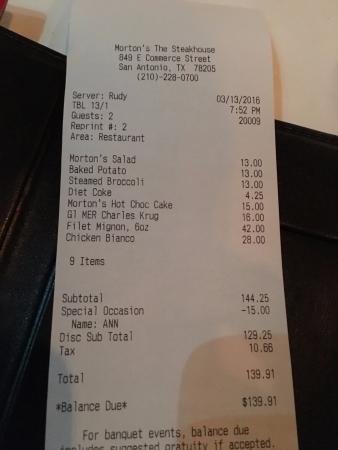 Morton's The Steakhouse
849 E Commerce Street
San Antonio, TX 78205
(210)-228-0700
Server: Rudy 03/13/2016
TBL 13/1 7:52 PM
Guests: 2 20009
Reprint #: 2
Area: Restaurant
Morton's Salad 13.00
Baked Potato 13.00
Steamed Broccoli 13.00
Diet Coke 4.25
Morton's Hot Choc Cake 15.00
Gl MER Charles Krug 16.00
Filet Mignon, 6oz 42.00
Chicken Bianco 28.00
9 Items
Subtotal 144.25
Special Occasion -15.00
Name: ANN
Disc Sub Total 129.25
Tax 10.66
Total 139.91
*Balance Due* $139.91
For banquet events, balance due
includes suggested gratuity if accepted.